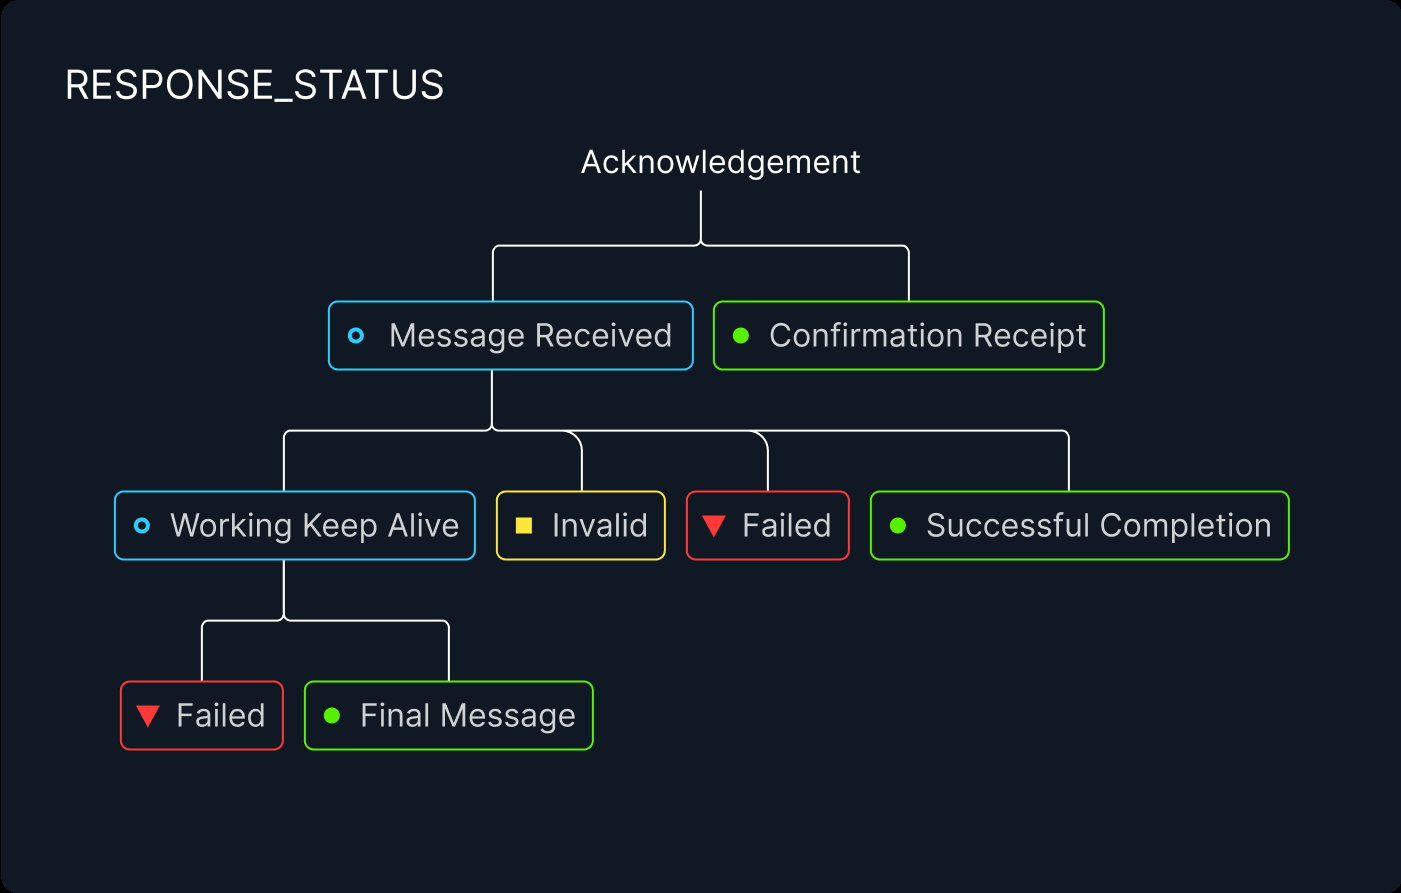 RESPONSE_STATUS
Acknowledgement
Message Received
Confirmation Receipt
Working Keep Alive
Invalid
Failed
Successful Completion
Failed
Final Message